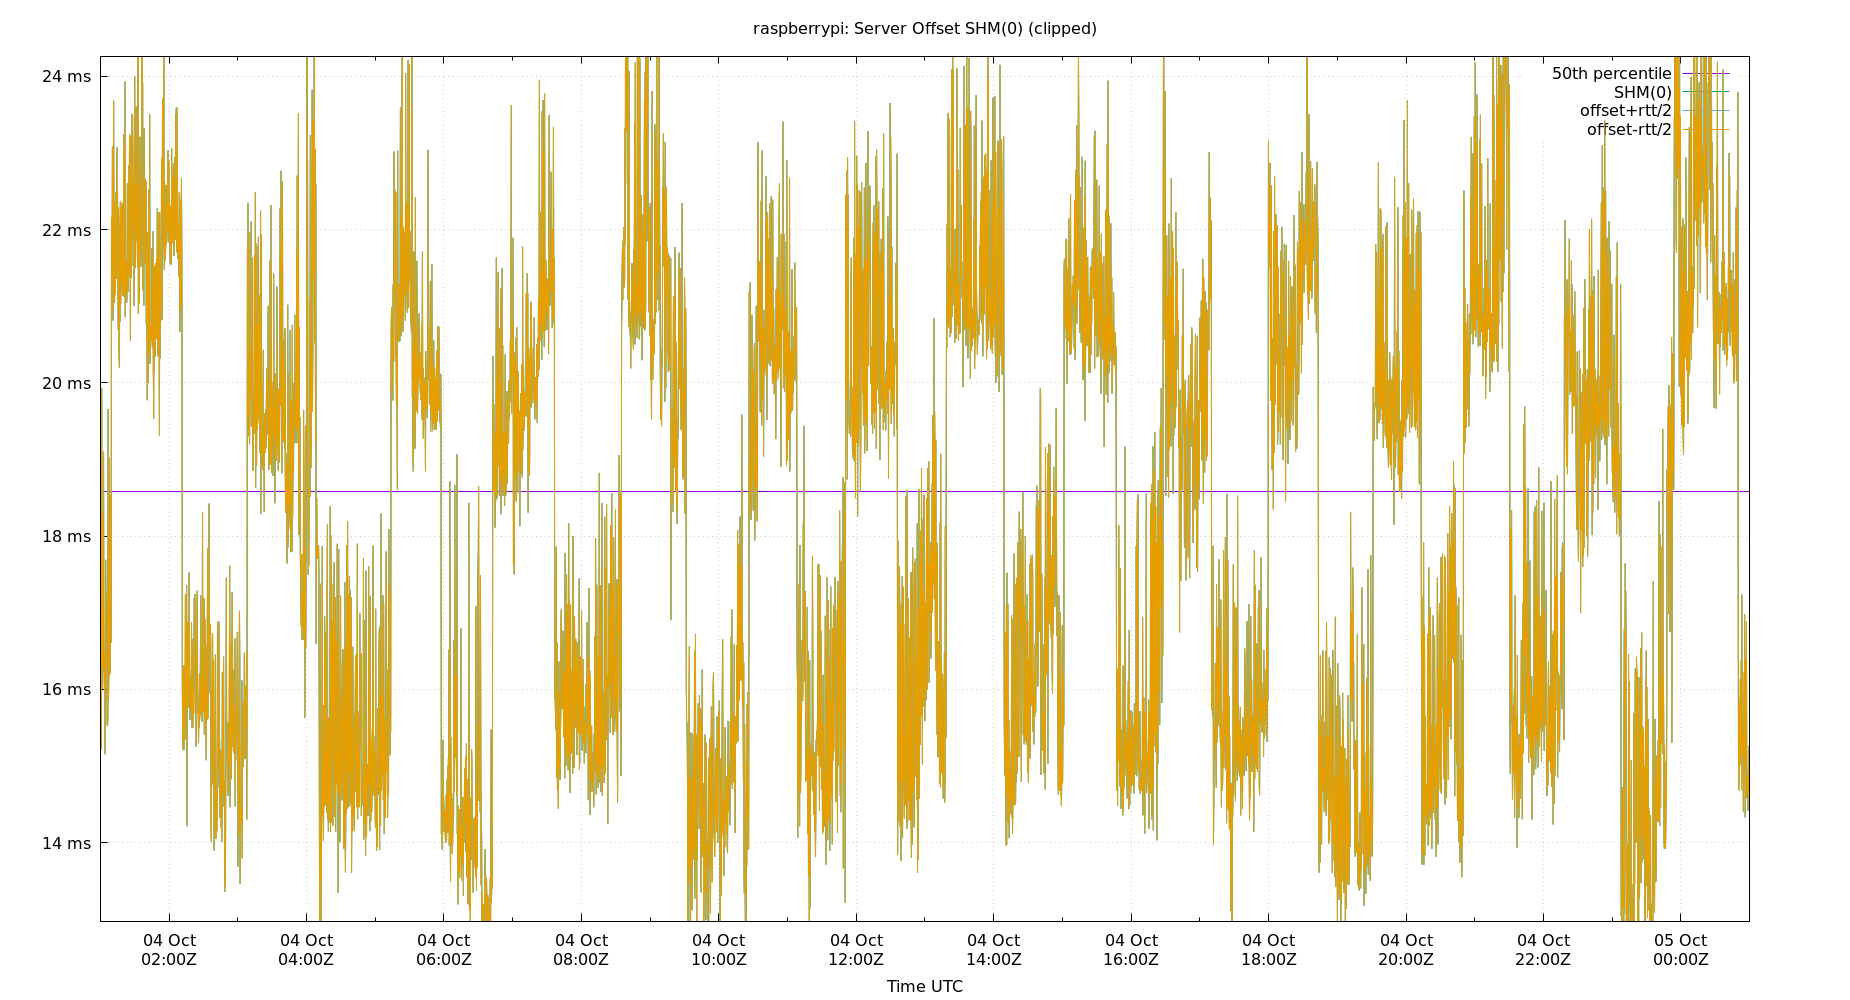 raspberrypi: Server Offset SHM(0) (clipped)
24 ms
22 ms
20 ms
18 ms
16 ms
14 ms
50th percentile
SHM(0)
offset+rtt/2
offset-rtt/2
04 Oct 02:00Z
04 Oct 04:00Z
04 Oct 06:00Z
04 Oct 08:00Z
04 Oct 10:00Z
04 Oct 12:00Z
04 Oct 14:00Z
04 Oct 16:00Z
04 Oct 18:00Z
04 Oct 20:00Z
04 Oct 22:00Z
05 Oct 00:00Z
Time UTC